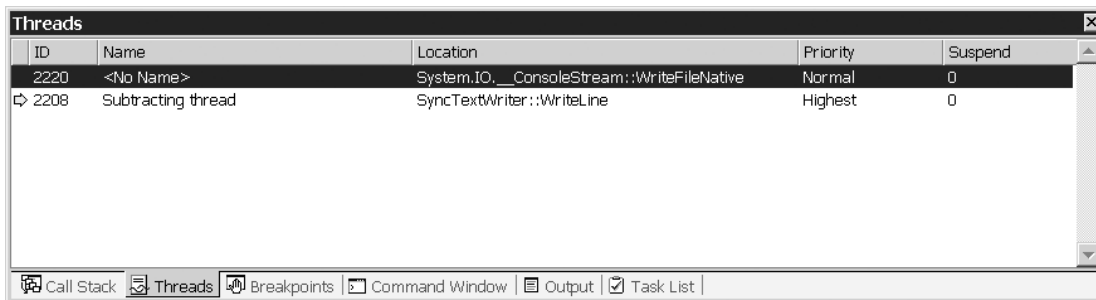 Threads
ID Name Location Priority Suspend
2220 <No Name> System.IO.__ConsoleStream::WriteFileNative Normal 0
2208 Subtracting thread SyncTextWriter::WriteLine Highest 0
Call Stack Threads Breakpoints Command Window Output Task List